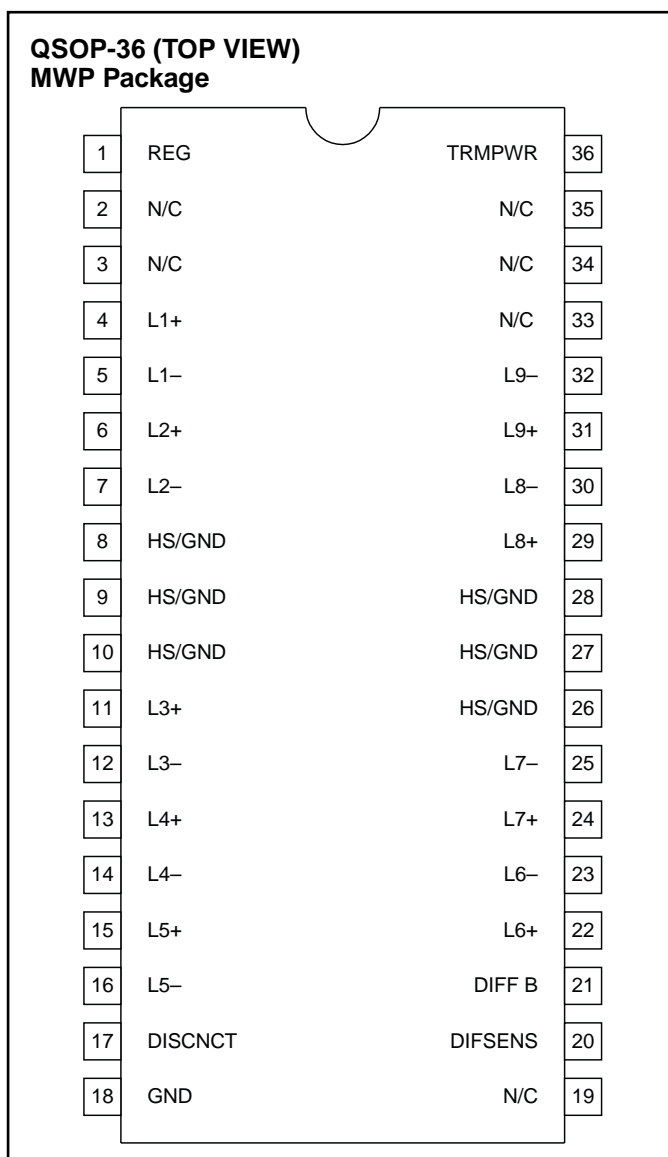 QSOP-36 (TOP VIEW)
MWP Package
1 REG TRMPWR 36
2 N/C N/C 35
3 N/C N/C 34
4 L1+ N/C 33
5 L1– L9– 32
6 L2+ L9+ 31
7 L2– L8– 30
8 HS/GND L8+ 29
9 HS/GND HS/GND 28
10 HS/GND HS/GND 27
11 L3+ HS/GND 26
12 L3– L7– 25
13 L4+ L7+ 24
14 L4– L6– 23
15 L5+ L6+ 22
16 L5– DIFF B 21
17 DISCNCT DIFSENS 20
18 GND N/C 19